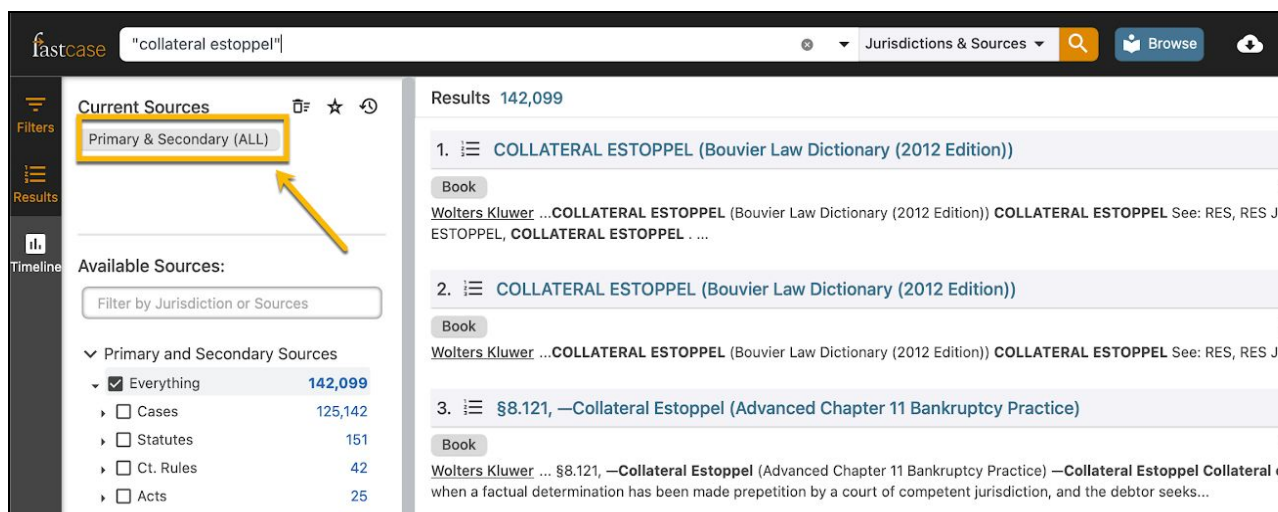 fastcase
"collateral estoppel"
Jurisdictions & Sources
Browse
Filters
Results
Timeline
Current Sources
Primary & Secondary (ALL)
Available Sources:
Filter by Jurisdiction or Sources
Primary and Secondary Sources
Everything 142,099
Cases 125,142
Statutes 151
Ct. Rules 42
Acts 25
Results 142,099
1. COLLATERAL ESTOPPEL (Bouvier Law Dictionary (2012 Edition))
Book
Wolters Kluwer ...COLLATERAL ESTOPPEL (Bouvier Law Dictionary (2012 Edition)) COLLATERAL ESTOPPEL See: RES, RES J
ESTOPPEL, COLLATERAL ESTOPPEL . ...
2. COLLATERAL ESTOPPEL (Bouvier Law Dictionary (2012 Edition))
Book
Wolters Kluwer ...COLLATERAL ESTOPPEL (Bouvier Law Dictionary (2012 Edition)) COLLATERAL ESTOPPEL See: RES, RES J
3. §8.121, —Collateral Estoppel (Advanced Chapter 11 Bankruptcy Practice)
Book
Wolters Kluwer ... §8.121, —Collateral Estoppel (Advanced Chapter 11 Bankruptcy Practice) —Collateral Estoppel Collateral
when a factual determination has been made prepetition by a court of competent jurisdiction, and the debtor seeks...